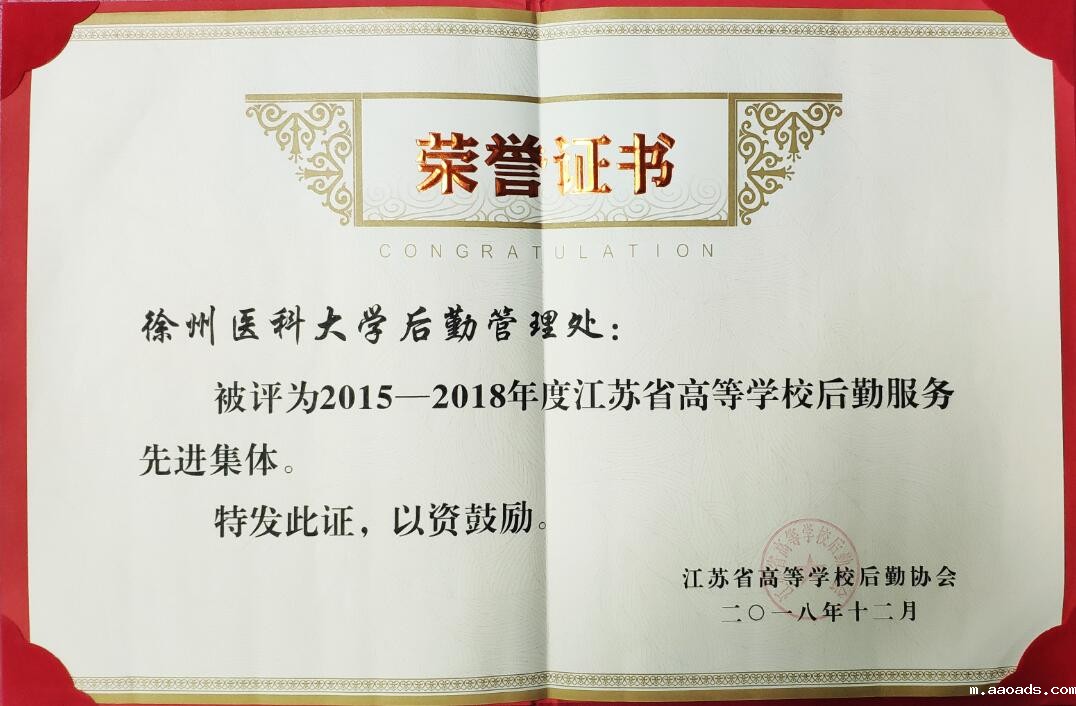 荣誉证书
CONGRATULATION
徐州医科大学后勤管理处：
被评为2015—2018年度江苏省高等学校后勤服务
先进集体。
特发此证，以资鼓励。
江苏省高等学校后勤协会
二〇一八年十二月
m.aaoads.com